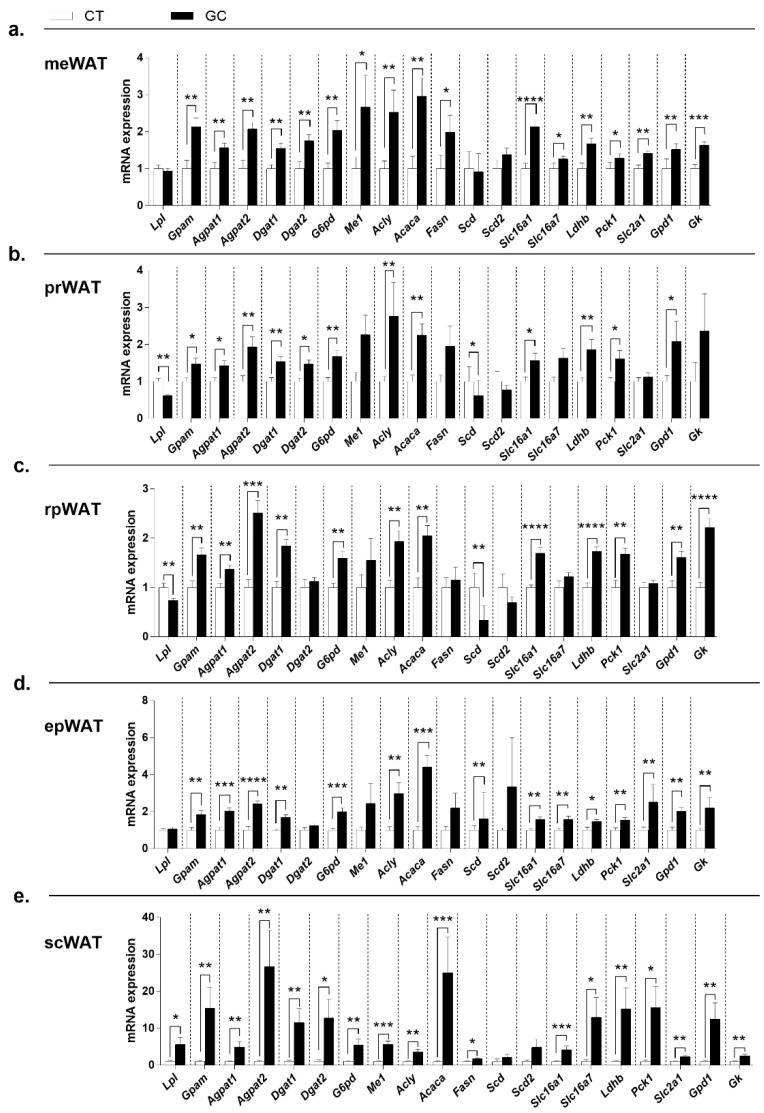 CT GC
a.
meWAT
mRNA expression
4
3
2
1
0
** ** ** ** ** ** * ** ** * **** * ** * ** ** ***
Lpl Gpam Agpat1 Agpat2 Dgat1 Dgat2 G6pd Me1 Acly Acaca Fasn Scd Scd2 Slc16a1 Slc16a7 Ldhb Pck1 Slc2a1 Gpd1 Gk
b.
prWAT
mRNA expression
4
3
2
1
0
** * * ** ** * ** ** ** * * ** * *
Lpl Gpam Agpat1 Agpat2 Dgat1 Dgat2 G6pd Me1 Acly Acaca Fasn Scd Scd2 Slc16a1 Slc16a7 Ldhb Pck1 Slc2a1 Gpd1 Gk
c.
rpWAT
mRNA expression
3
2
1
0
** ** ** *** ** ** ** ** ** **** **** ** ** ****
Lpl Gpam Agpat1 Agpat2 Dgat1 Dgat2 G6pd Me1 Acly Acaca Fasn Scd Scd2 Slc16a1 Slc16a7 Ldhb Pck1 Slc2a1 Gpd1 Gk
d.
epWAT
mRNA expression
8
6
4
2
0
** *** **** ** *** ** *** ** ** ** * ** ** ** **
Lpl Gpam Agpat1 Agpat2 Dgat1 Dgat2 G6pd Me1 Acly Acaca Fasn Scd Scd2 Slc16a1 Slc16a7 Ldhb Pck1 Slc2a1 Gpd1 Gk
e.
scWAT
mRNA expression
40
30
20
10
0
* ** ** ** ** * ** *** ** *** * *** * ** * ** ** **
Lpl Gpam Agpat1 Agpat2 Dgat1 Dgat2 G6pd Me1 Acly Acaca Fasn Scd Scd2 Slc16a1 Slc16a7 Ldhb Pck1 Slc2a1 Gpd1 Gk